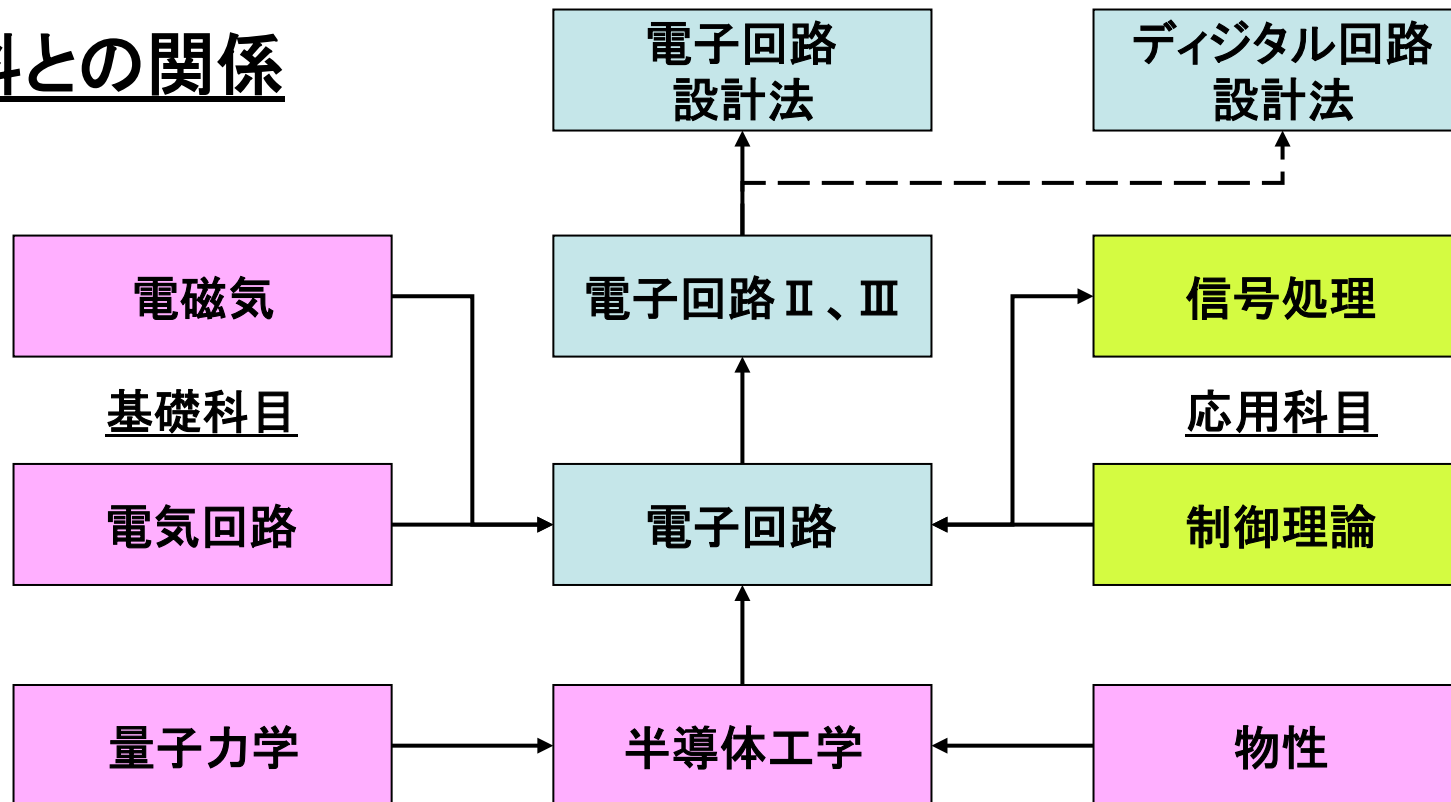 科との関係
電子回路
設計法
ディジタル回路
設計法
電磁気
電子回路Ⅱ、Ⅲ
信号処理
基礎科目
応用科目
電気回路
電子回路
制御理論
量子力学
半導体工学
物性